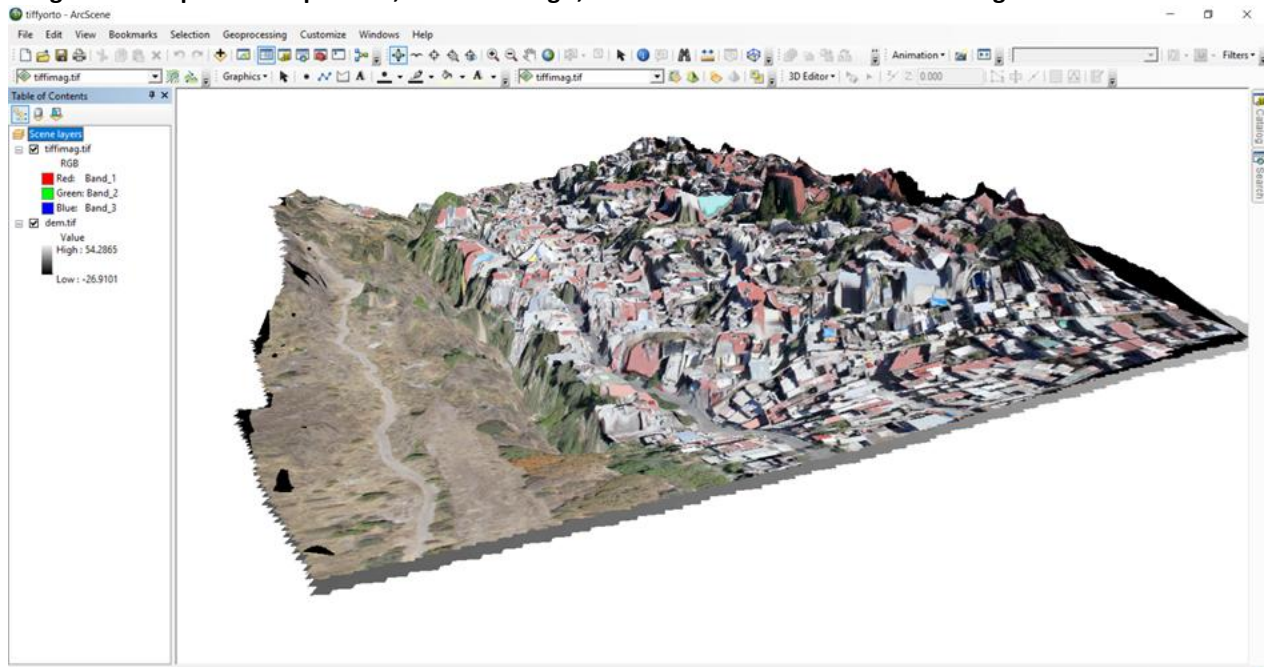 tiffyorto - ArcScene
File Edit View Bookmarks Selection Geoprocessing Customize Windows Help
Animation Filters
tiffimag.tif Graphics A A tiffimag.tif 3D Editor Z 0.000
Table of Contents
Catalog
Search
Scene layers
tiffimag.tif
RGB
Red: Band_1
Green: Band_2
Blue: Band_3
dem.tif
Value
High : 54.2865
Low : -26.9101